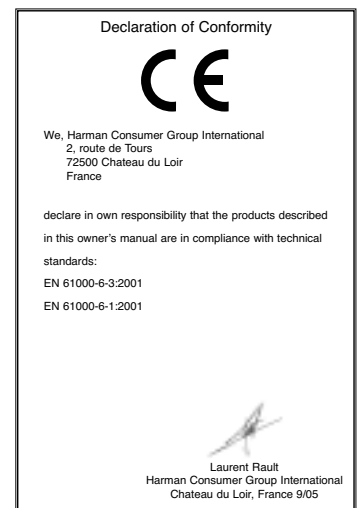 Declaration of Conformity
CE
We, Harman Consumer Group International
2, route de Tours
72500 Chateau du Loir
France
declare in own responsibility that the products described
in this owner's manual are in compliance with technical
standards:
EN 61000-6-3:2001
EN 61000-6-1:2001
Laurent Rault
Harman Consumer Group International
Chateau du Loir, France 9/05